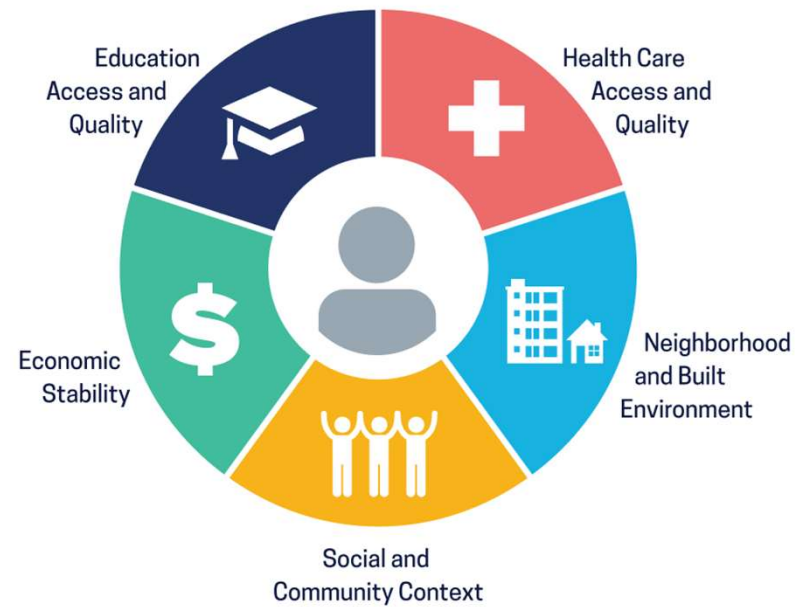 Education
Access and
Quality
Health Care
Access and
Quality
Economic
Stability
$
Neighborhood
and Built
Environment
Social and
Community Context